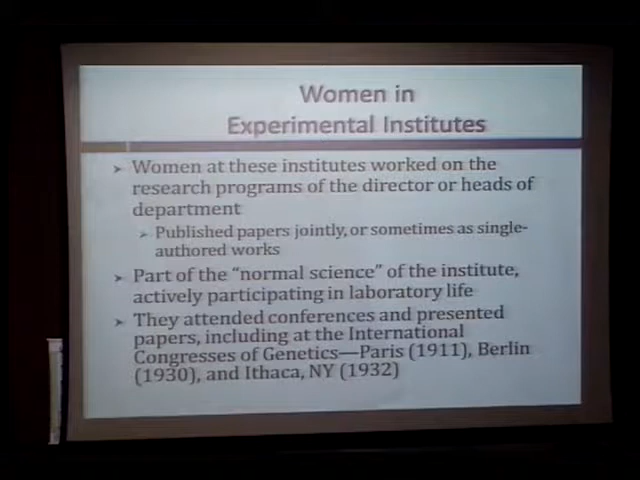 Women in
Experimental Institutes
➢ Women at these institutes worked on the
research programs of the director or heads of
department
➢ Published papers jointly, or sometimes as single-
authored works
➢ Part of the “normal science” of the institute,
actively participating in laboratory life
➢ They attended conferences and presented
papers, including at the International
Congresses of Genetics—Paris (1911), Berlin
(1930), and Ithaca, NY (1932)